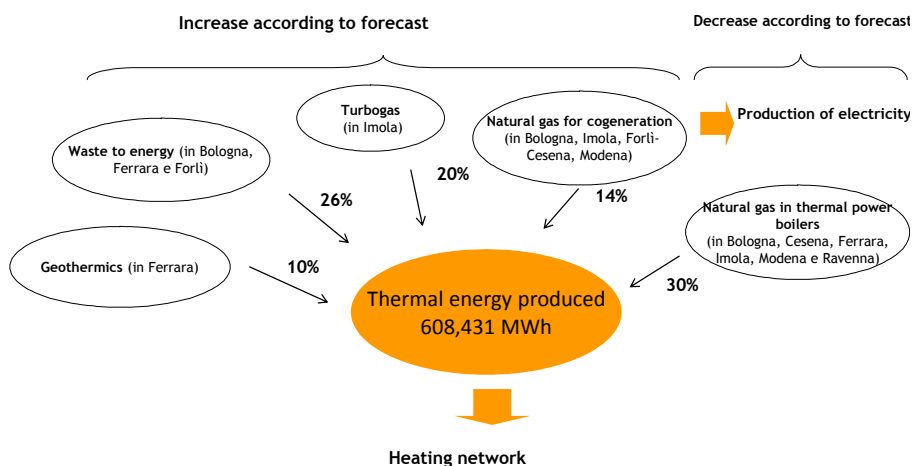 Increase according to forecast
Decrease according to forecast
Turbogas
(in Imola)
Natural gas for cogeneration
(in Bologna, Imola, Forlì-
Cesena, Modena)
Production of electricity
Waste to energy (in Bologna,
Ferrara e Forlì)
20%
26%
14%
Natural gas in thermal power
boilers
(in Bologna, Cesena, Ferrara,
Imola, Modena e Ravenna)
Geothermics (in Ferrara)
10%
30%
Thermal energy produced
608,431 MWh
Heating network